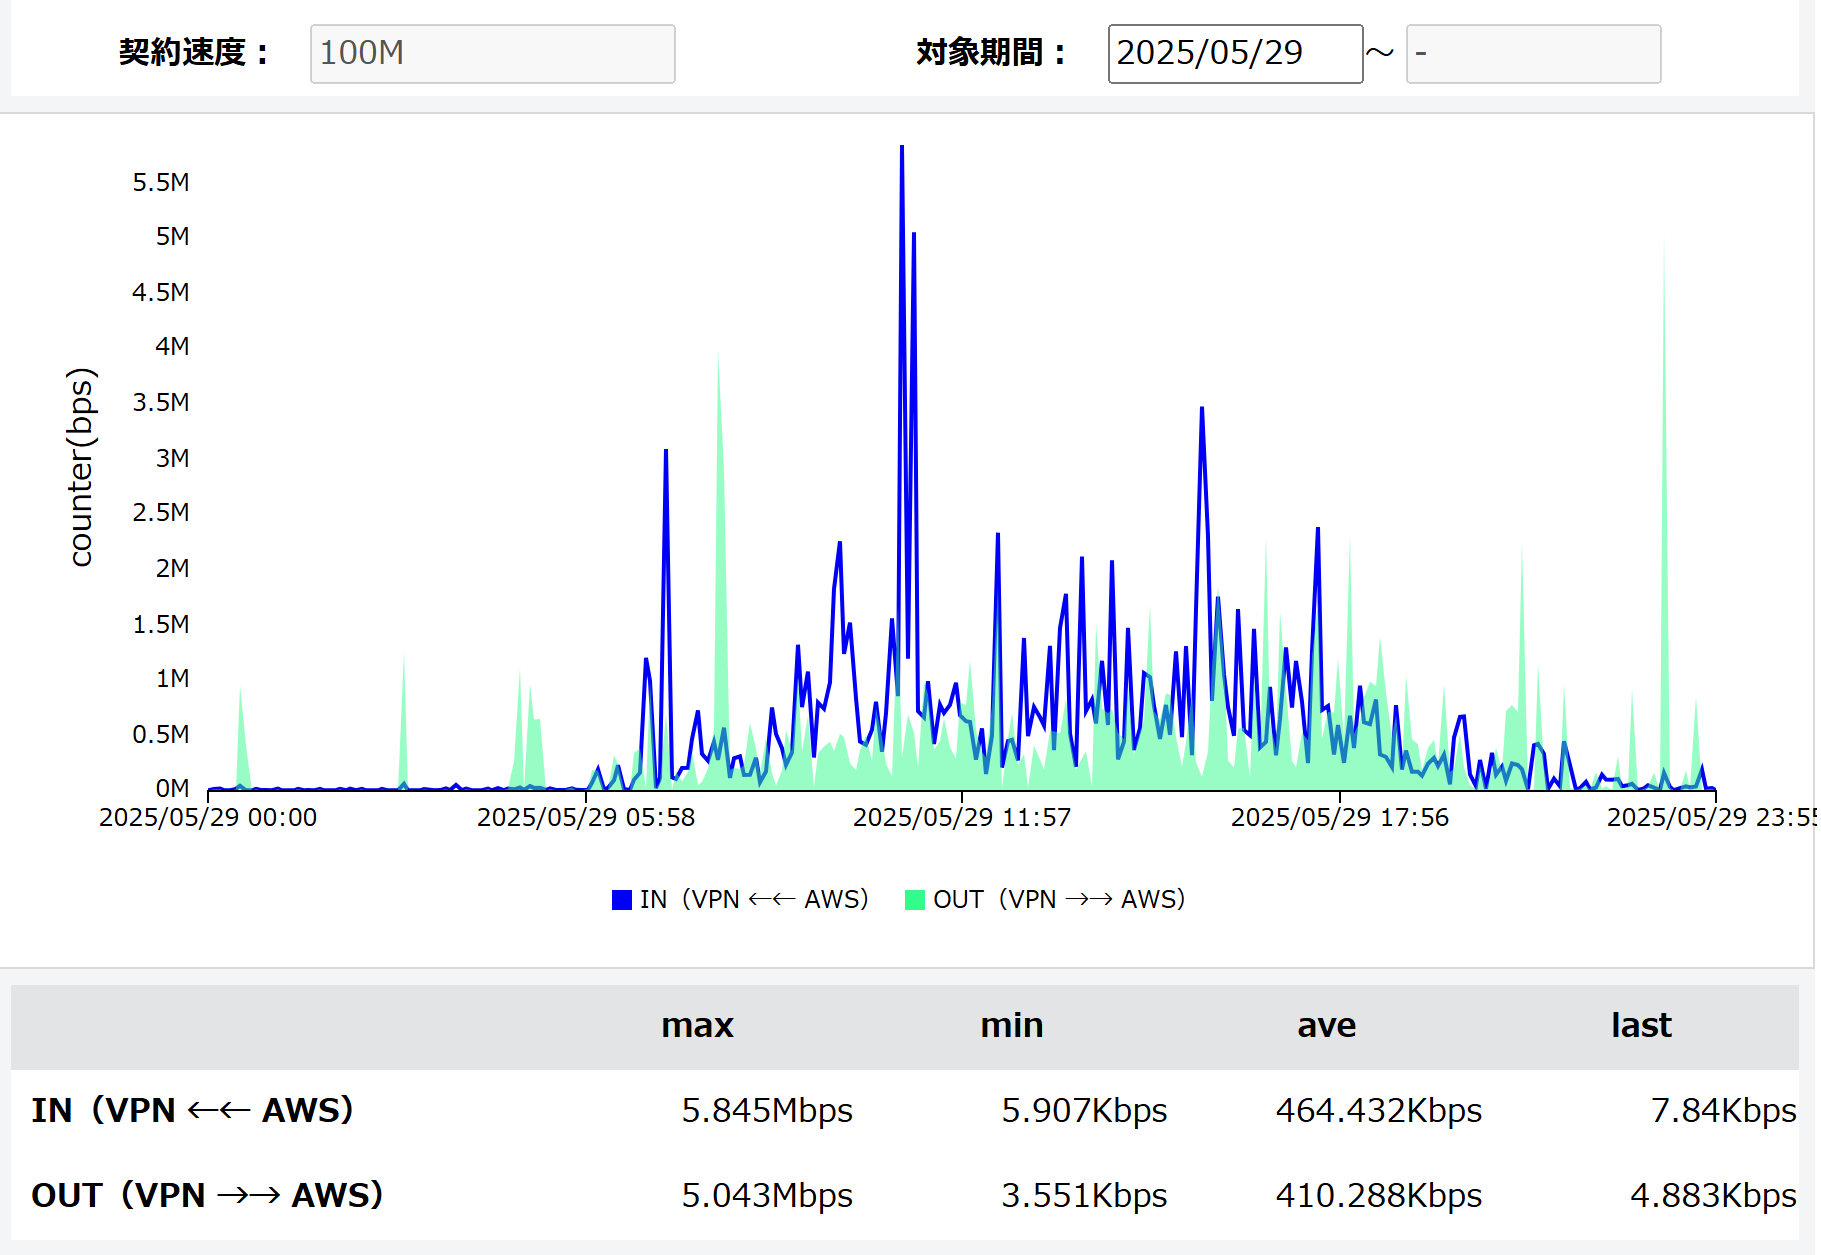 契約速度： 100M 対象期間： 2025/05/29 ～ -
5.5M
5M
4.5M
4M
3.5M
3M
2.5M
2M
1.5M
1M
0.5M
0M
counter(bps)
2025/05/29 00:00 2025/05/29 05:58 2025/05/29 11:57 2025/05/29 17:56 2025/05/29 23:55
IN（VPN ←← AWS） OUT（VPN →→ AWS）
max min ave last
IN（VPN ←← AWS） 5.845Mbps 5.907Kbps 464.432Kbps 7.84Kbps
OUT（VPN →→ AWS） 5.043Mbps 3.551Kbps 410.288Kbps 4.883Kbps